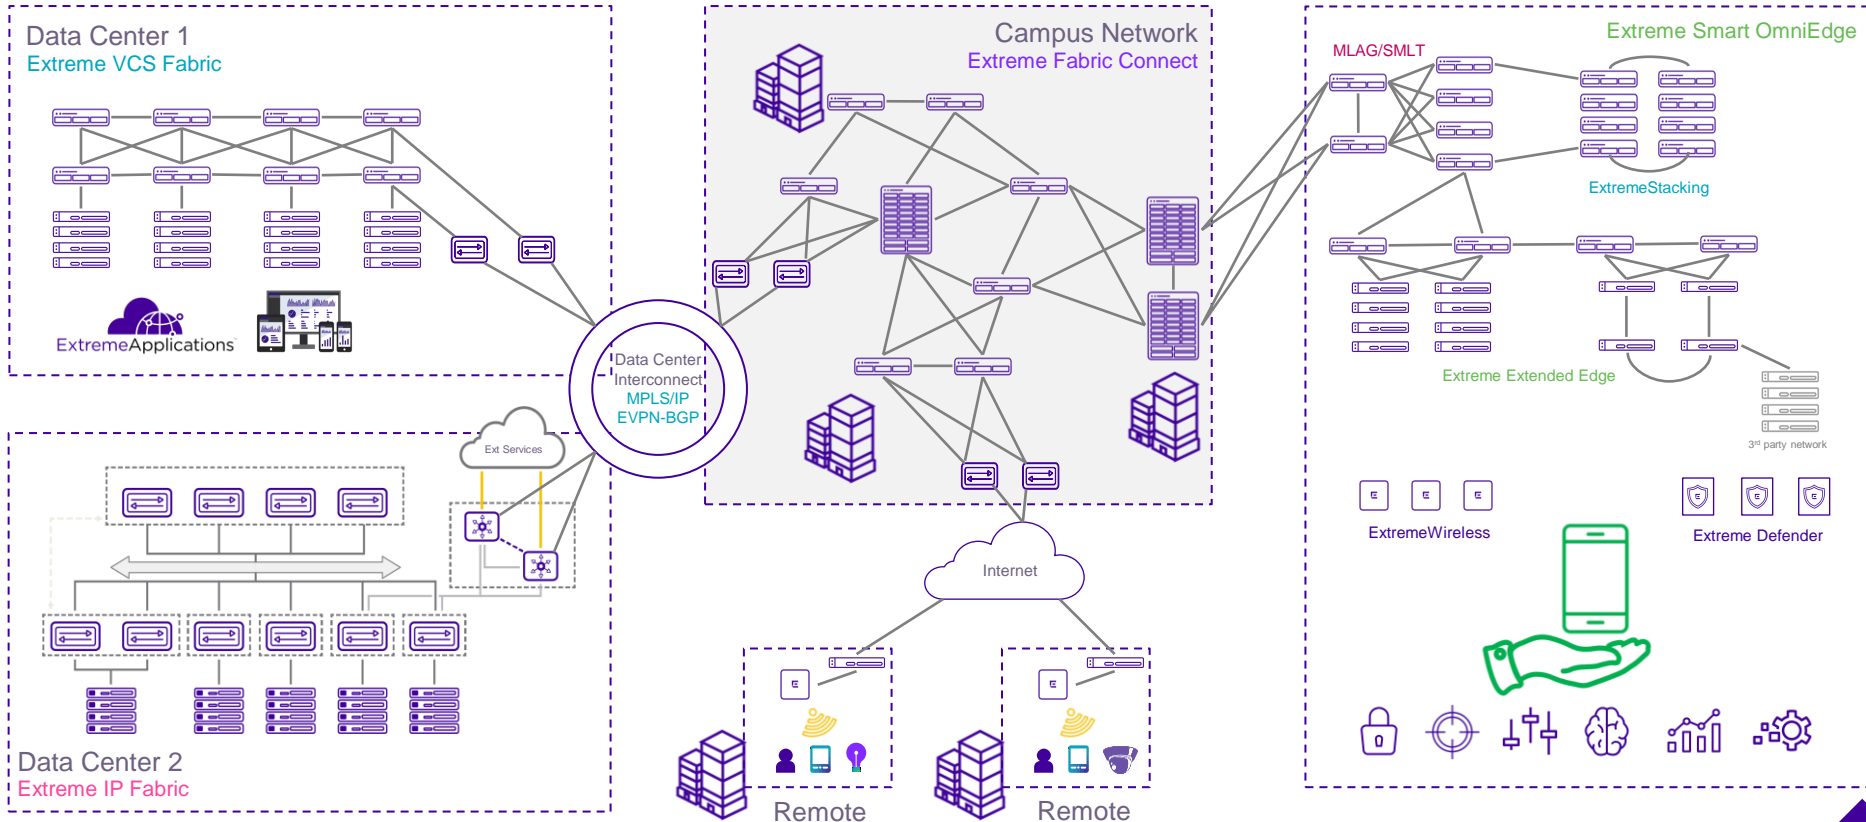 Data Center 1
Extreme VCS Fabric
ExtremeApplications
Data Center
Interconnect
MPLS/IP
EVPN-BGP
Ext Services
Data Center 2
Extreme IP Fabric
Campus Network
Extreme Fabric Connect
Internet
Remote
Remote
Extreme Smart OmniEdge
MLAG/SMLT
ExtremeStacking
Extreme Extended Edge
3rd party network
ExtremeWireless
Extreme Defender